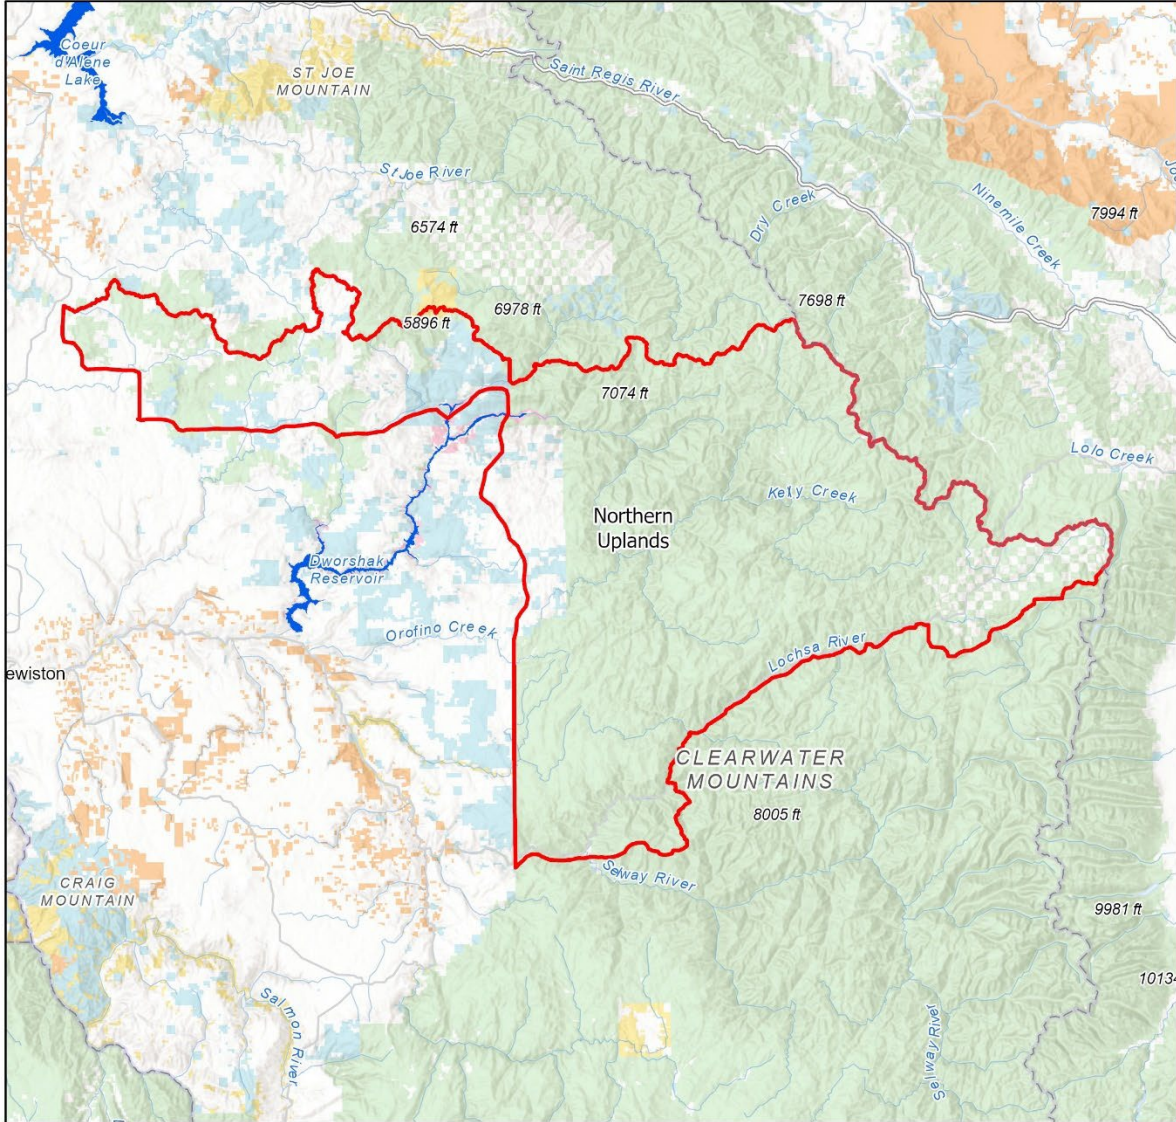 Coeur
d'Alene
Lake
ST JOE
MOUNTAIN
Saint Regis River
St Joe River
Dry Creek
Ninemile Creek
7994 ft
6574 ft
7698 ft
6978 ft
5896 ft
7074 ft
Lolo Creek
Kelly Creek
Northern
Uplands
Dworshak
Reservoir
Orofino Creek
Lochsa River
ewiston
CLEARWATER
MOUNTAINS
8005 ft
Selway River
CRAIG
MOUNTAIN
9981 ft
10134
Salmon River
Selway River